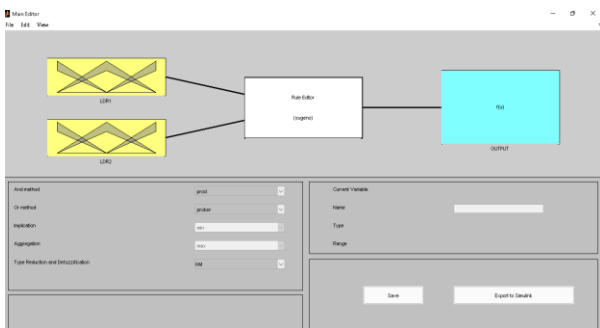 Main Editor
File Edit View
LDR1
LDR2
Rule Editor
(sugeno)
f(u)
OUTPUT
And method prod
Or method probor
Implication min
Aggregation max
Type Reduction and Defuzzification KM
Current Variable
Name
Type
Range
Save Export to Simulink